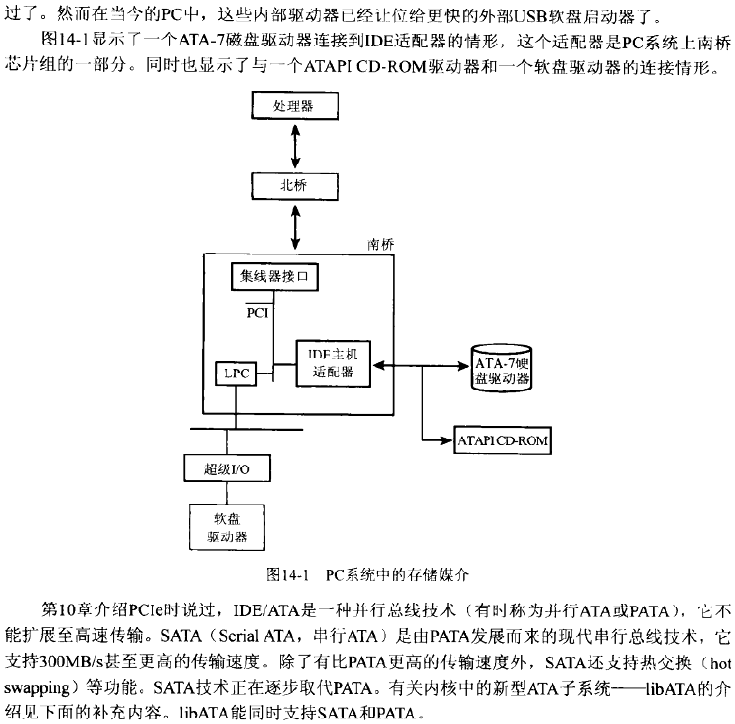 过了。然而在当今的PC中，这些内部驱动器已经让位给更快的外部USB软盘启动器了。
图14-1显示了一个ATA-7磁盘驱动器连接到IDE适配器的情形，这个适配器是PC系统上南桥
芯片组的一部分。同时也显示了与一个ATAPI CD-ROM驱动器和一个软盘驱动器的连接情形。
处理器
北桥
南桥
集线器接口
PCI
IDE主机
适配器
LPC
ATA-7硬
盘驱动器
ATAPI CD-ROM
超级I/O
软盘
驱动器
图14-1 PC系统中的存储媒介
第10章介绍PCIe时说过，IDE/ATA是一种并行总线技术（有时称为并行ATA或PATA），它不
能扩展至高速传输。SATA（Serial ATA，串行ATA）是由PATA发展而来的现代串行总线技术，它
支持300MB/s甚至更高的传输速度。除了有比PATA更高的传输速度外，SATA还支持热交换（hot
swapping）等功能。SATA技术正在逐步取代PATA。有关内核中的新型ATA子系统——libATA的介
绍见下面的补充内容。libATA能同时支持SATA和PATA。